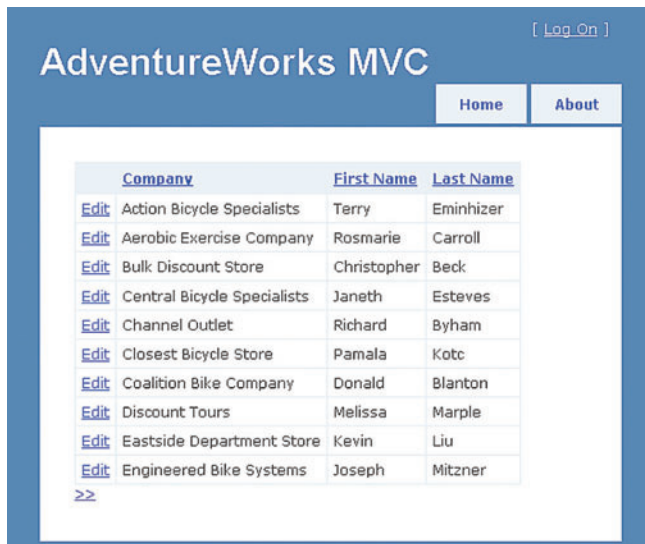 [ Log On ]
AdventureWorks MVC
Home About
Company First Name Last Name
Edit Action Bicycle Specialists Terry Eminhizer
Edit Aerobic Exercise Company Rosmarie Carroll
Edit Bulk Discount Store Christopher Beck
Edit Central Bicycle Specialists Janeth Esteves
Edit Channel Outlet Richard Byham
Edit Closest Bicycle Store Pamala Kotc
Edit Coalition Bike Company Donald Blanton
Edit Discount Tours Melissa Marple
Edit Eastside Department Store Kevin Liu
Edit Engineered Bike Systems Joseph Mitzner
>>